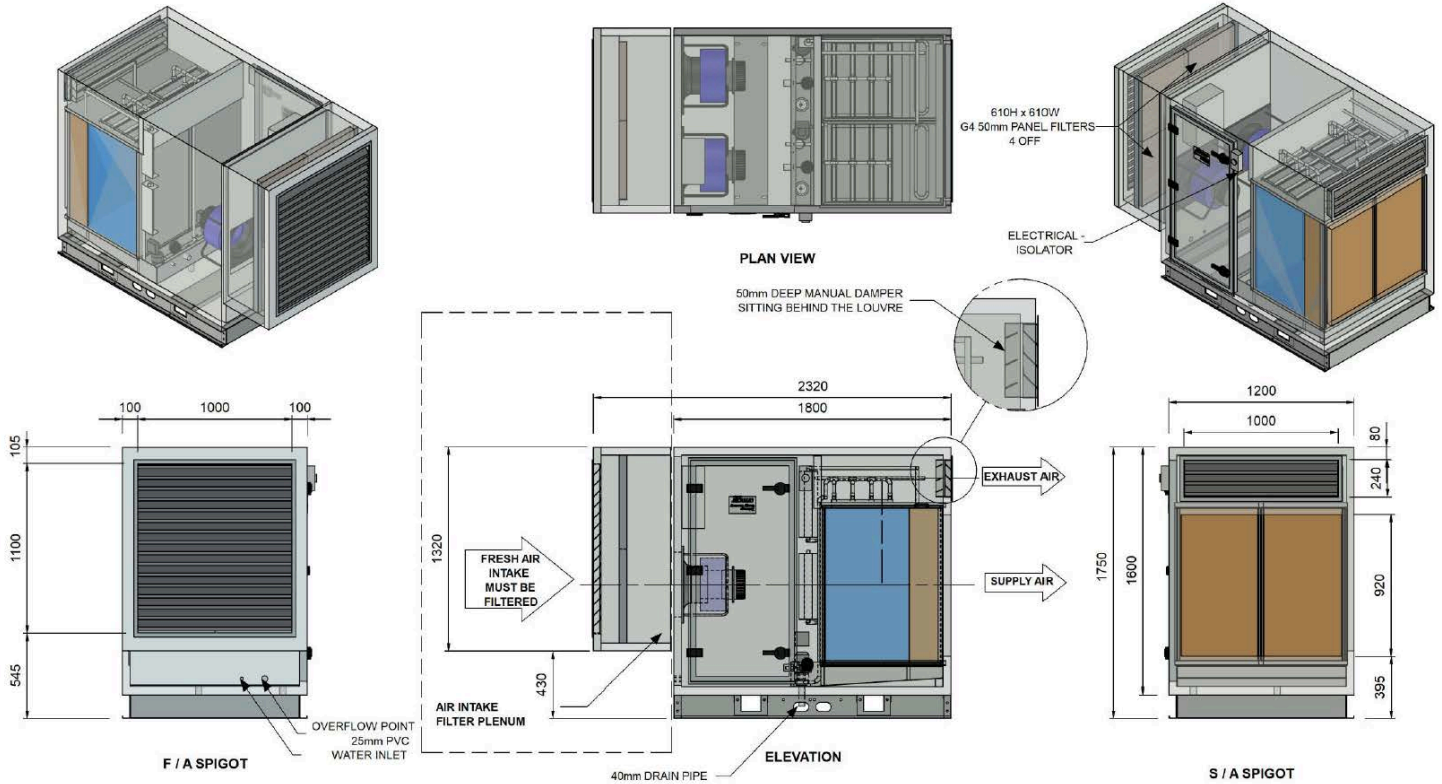 610H x 610W
G4 50mm PANEL FILTERS
4 OFF
ELECTRICAL -
ISOLATOR
PLAN VIEW
50mm DEEP MANUAL DAMPER
SITTING BEHIND THE LOUVRE
100
1000
100
105
1100
545
OVERFLOW POINT
25mm PVC
WATER INLET
F / A SPIGOT
2320
1800
1320
430
FRESH AIR
INTAKE
MUST BE
FILTERED
AIR INTAKE
FILTER PLENUM
EXHAUST AIR
SUPPLY AIR
40mm DRAIN PIPE
ELEVATION
1200
1000
80
240
1750
1600
920
395
S / A SPIGOT